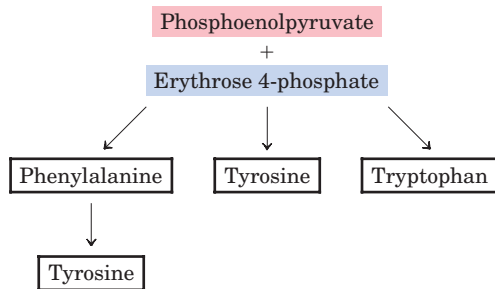 Phosphoenolpyruvate
+
Erythrose 4-phosphate
Phenylalanine Tyrosine Tryptophan
Tyrosine